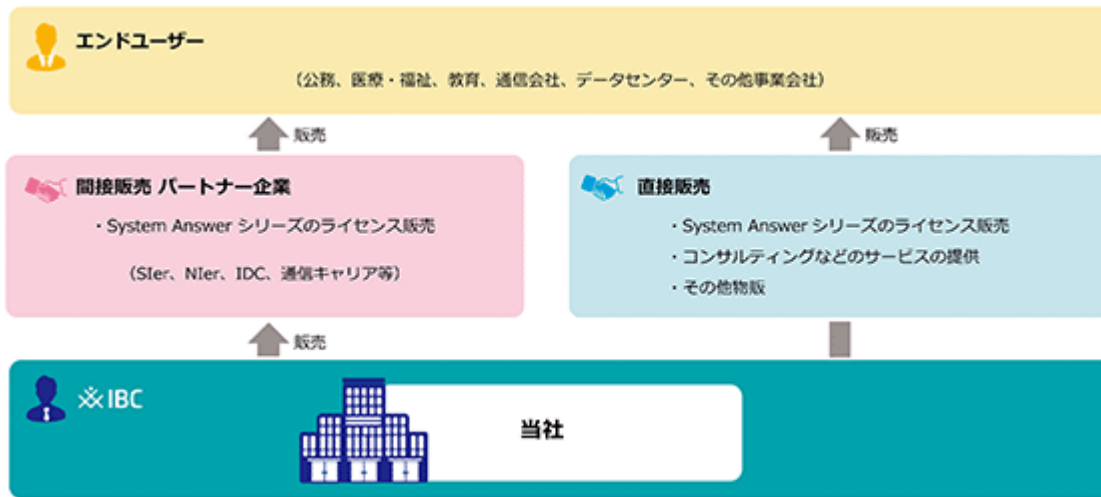 エンドユーザー
（公務、医療・福祉、教育、通信会社、データセンター、その他事業会社）
販売
販売
間接販売 パートナー企業
・System Answer シリーズのライセンス販売
（SIer、NIer、IDC、通信キャリア等）
直接販売
・System Answer シリーズのライセンス販売
・コンサルティングなどのサービスの提供
・その他物販
販売
IBC
当社